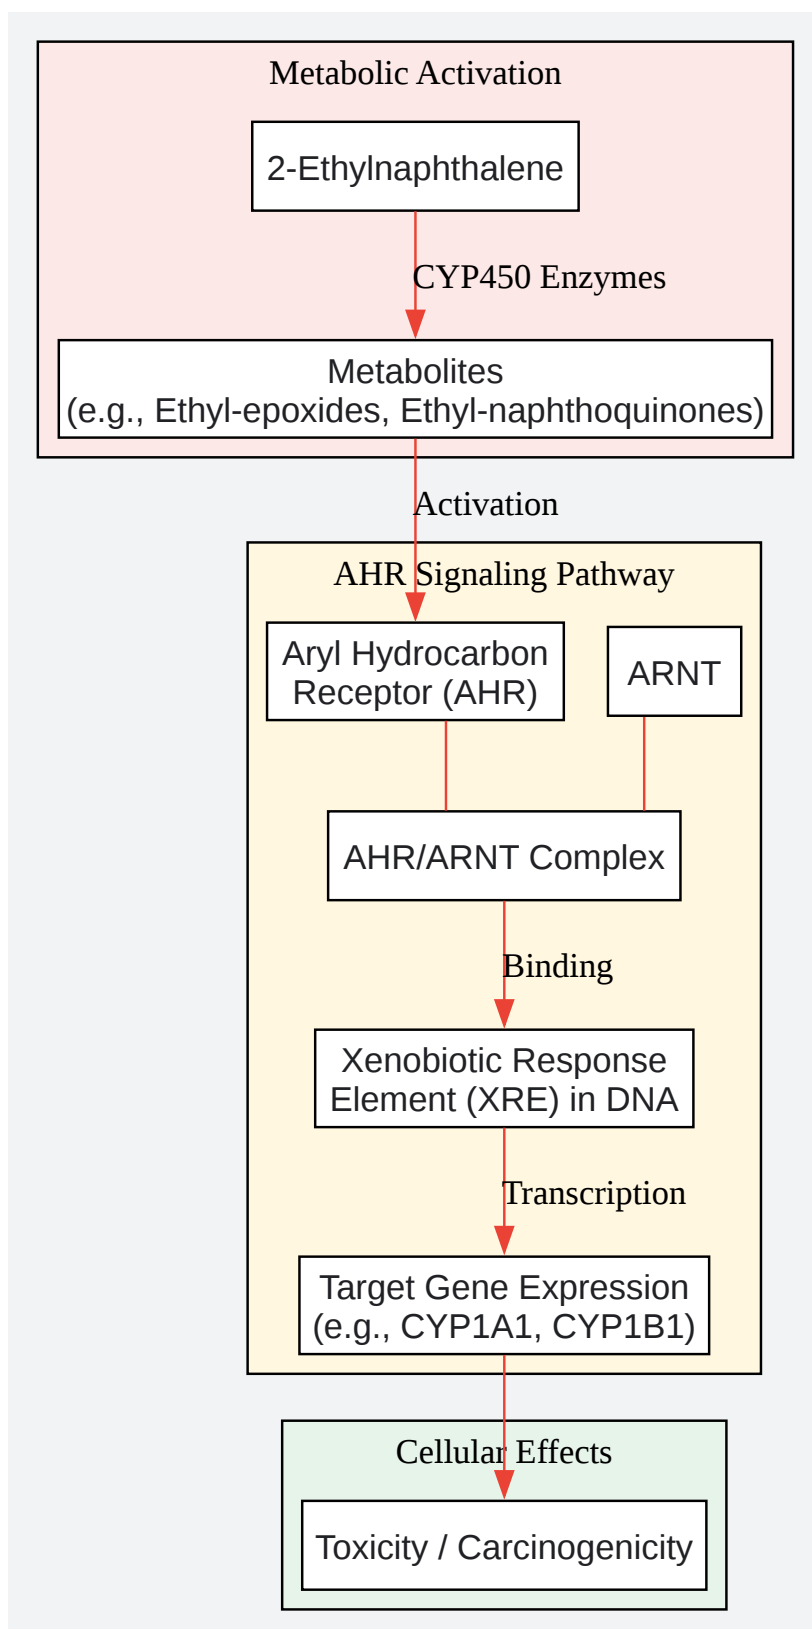 Metabolic Activation
2-Ethylnaphthalene
CYP450 Enzymes
Metabolites
(e.g., Ethyl-epoxides, Ethyl-naphthoquinones)
Activation
AHR Signaling Pathway
Aryl Hydrocarbon
Receptor (AHR)
ARNT
AHR/ARNT Complex
Binding
Xenobiotic Response
Element (XRE) in DNA
Transcription
Target Gene Expression
(e.g., CYP1A1, CYP1B1)
Cellular Effects
Toxicity / Carcinogenicity